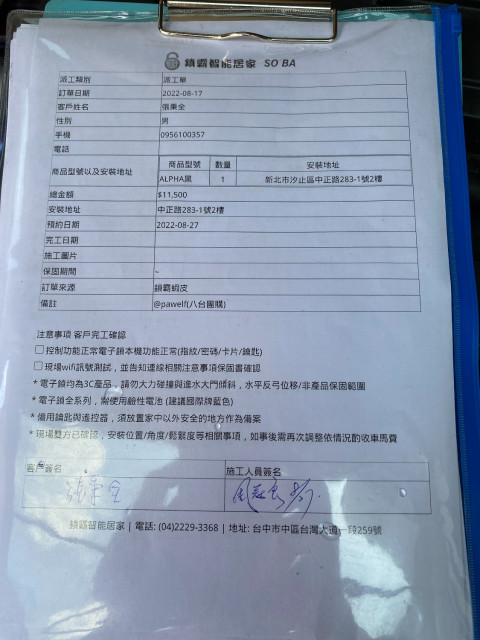 鎖霸智能居家 SO BA
派工類別 派工單
訂單日期 2022-08-17
客戶姓名 張秉全
性別 男
手機 0956100357
電話
商品型號以及安裝地址 商品型號 數量 安裝地址
ALPHA黑 1 新北市汐止區中正路283-1號2樓
總金額 $11,500
安裝地址 中正路283-1號2樓
預約日期 2022-08-27
完工日期
施工圖片
保固期間 ~
訂單來源 鎖霸蝦皮
備註 @pawelf(八台團購)
注意事項 客戶完工確認
控制功能正常電子鎖本機功能正常(指紋/密碼/卡片/鑰匙)
現場wifi訊號測試，並告知連線相關注意事項保固書確認
* 電子鎖均為3C產品，請勿大力碰撞與進水大門傾斜，水平反弓位移/非產品保固範圍
* 電子鎖全系列，需使用鹼性電池 (建議國際牌藍色)
* 備用鑰匙與遙控器，須放置家中以外安全的地方作為備案
* 現場雙方已確認，安裝位置/角度/鬆緊度等相關事項，如事後需再次調整依情況酌收車馬費
客戶簽名 施工人員簽名
張秉全
鎖霸智能居家 | 電話: (04)2229-3368 | 地址: 台中市中區台灣大道一段259號